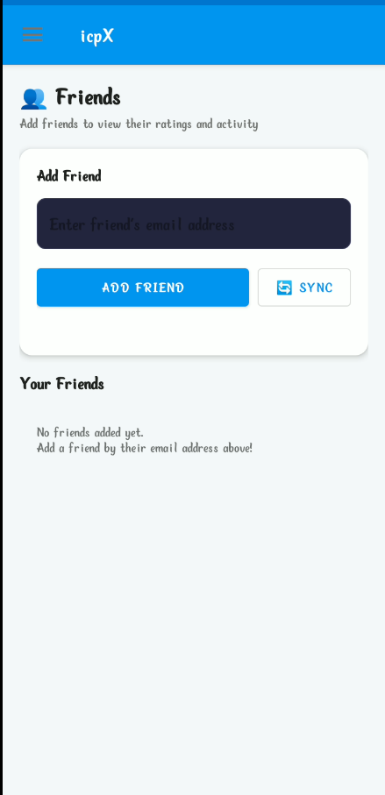 icpX
👥 Friends
Add friends to view their ratings and activity
Add Friend
Enter friend's email address
ADD FRIEND
🔄 SYNC
Your Friends
No friends added yet.
Add a friend by their email address above!